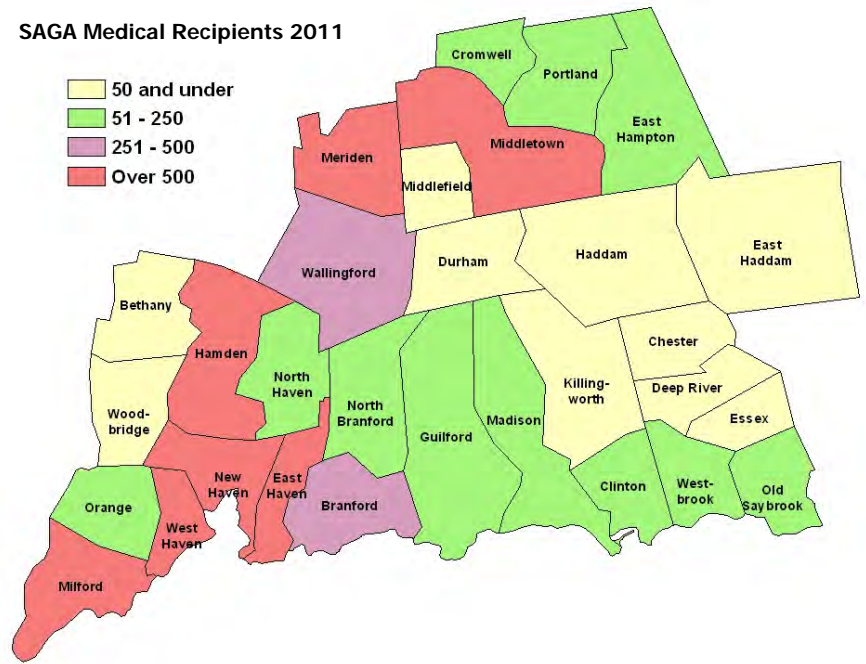 SAGA Medical Recipients 2011
50 and under
51 - 250
251 - 500
Over 500
Cromwell
Portland
East
Hampton
Meriden
Middletown
Middlefield
Wallingford
Durham
Haddam
East
Haddam
Bethany
Hamden
North
Haven
Chester
Killing-
worth
Deep River
Essex
Wood-
bridge
North
Branford
Guilford
Madison
New
Haven
East
Haven
Branford
Clinton
West-
brook
Old
Saybrook
Orange
West
Haven
Milford